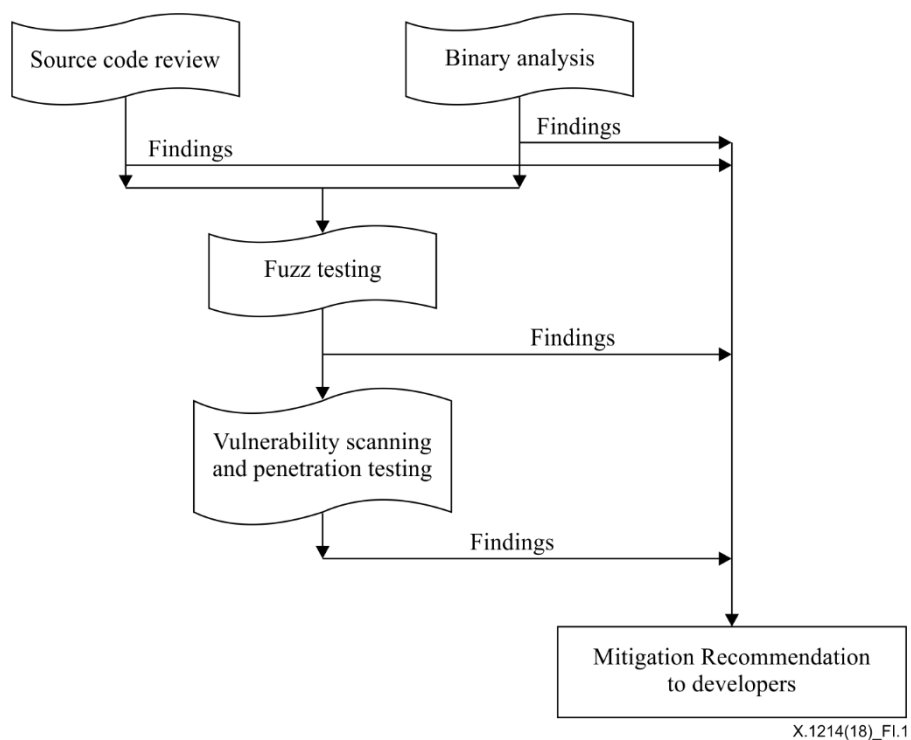 Source code review
Binary analysis
Findings
Findings
Fuzz testing
Findings
Vulnerability scanning
and penetration testing
Findings
Mitigation Recommendation
to developers
X.1214(18)_FI.1